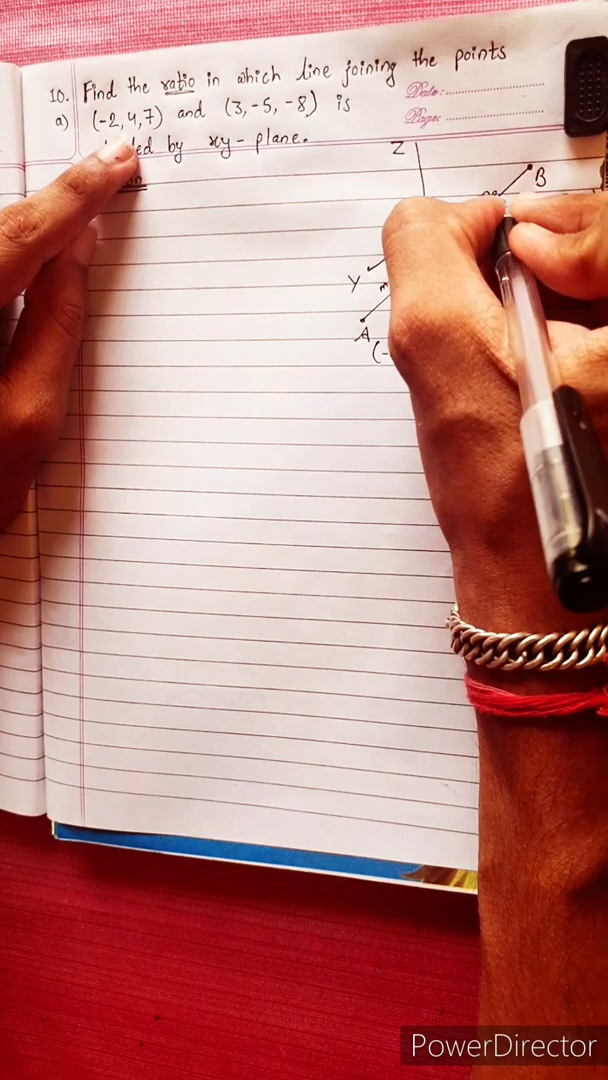 10. Find the ratio in which line joining the points
a) (-2,4,7) and (3,-5,-8) is
by xy-plane.
Date:
Page:
Z
B
Y
m
A
(-
PowerDirector